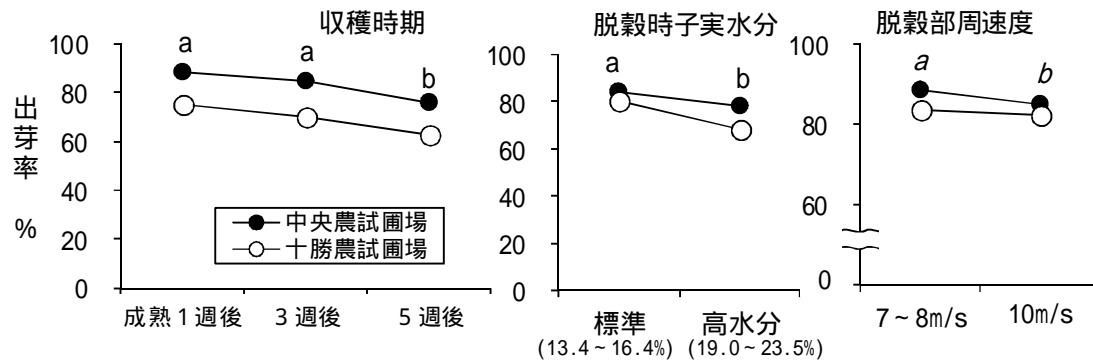 収穫時期
脱穀時子実水分
脱穀部周速度
出芽率 %
100
80
60
40
20
0
a
a
b
中央農試圃場
十勝農試圃場
成熟1週後
3週後
5週後
100
80
60
40
20
0
a
b
標準
(13.4~16.4%)
高水分
(19.0~23.5%)
100
80
60
0
a
b
7~8m/s
10m/s